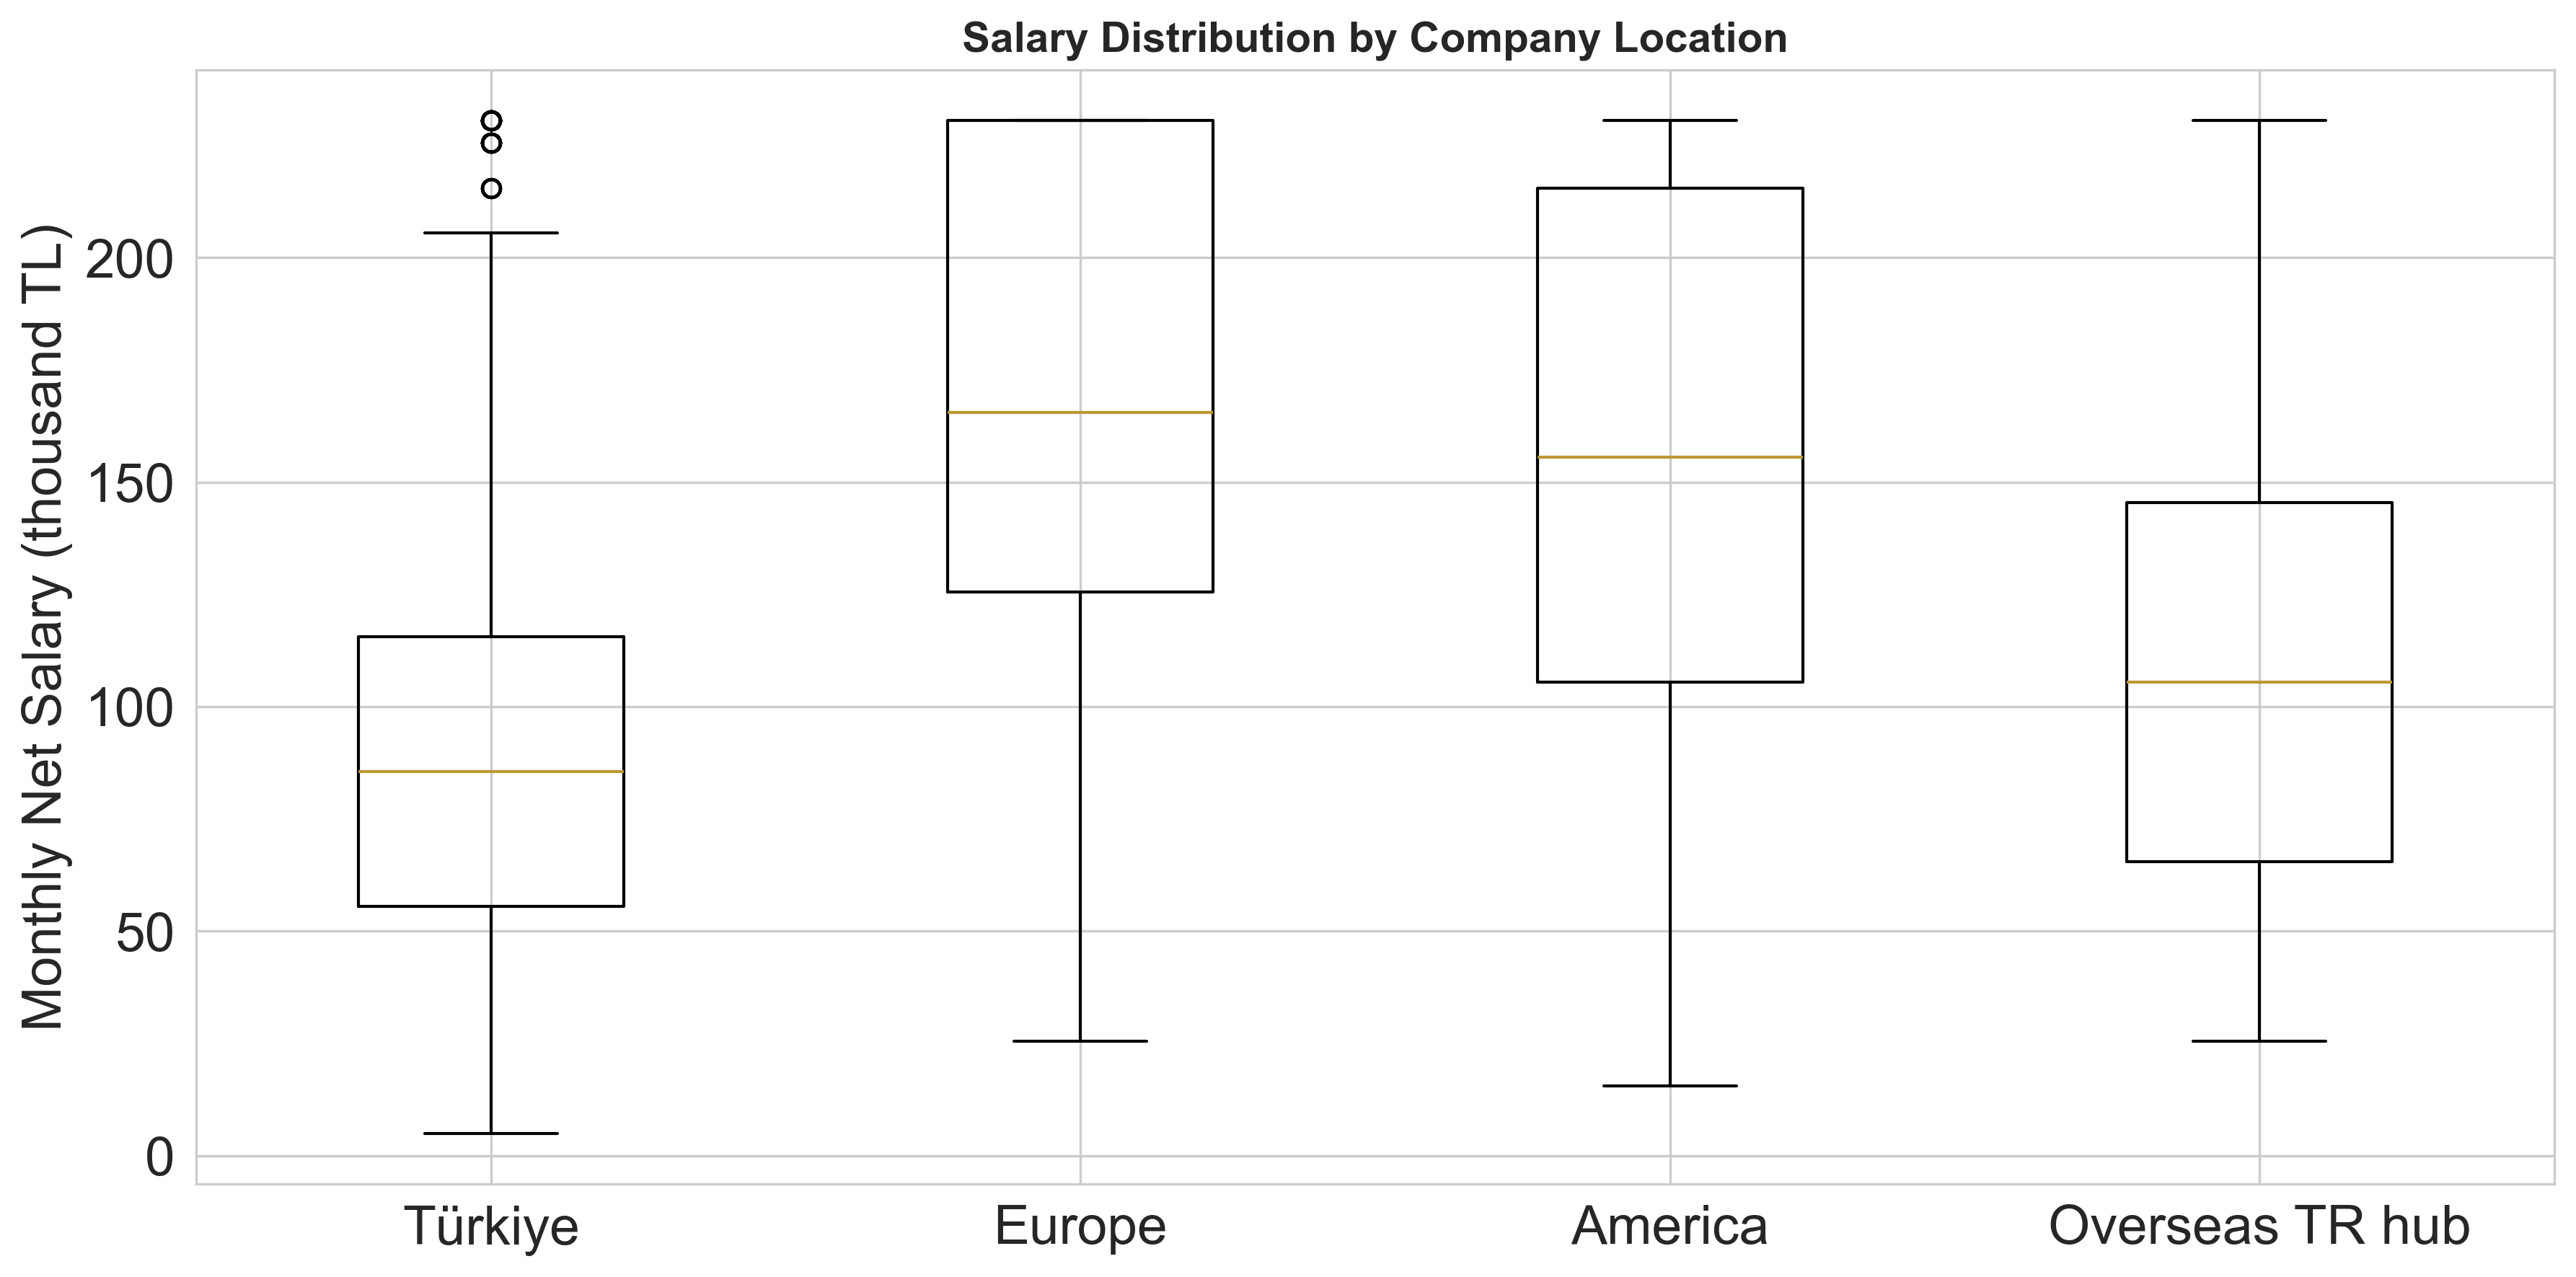 Salary Distribution by Company Location
Monthly Net Salary (thousand TL)
200
150
100
50
0
Türkiye
Europe
America
Overseas TR hub